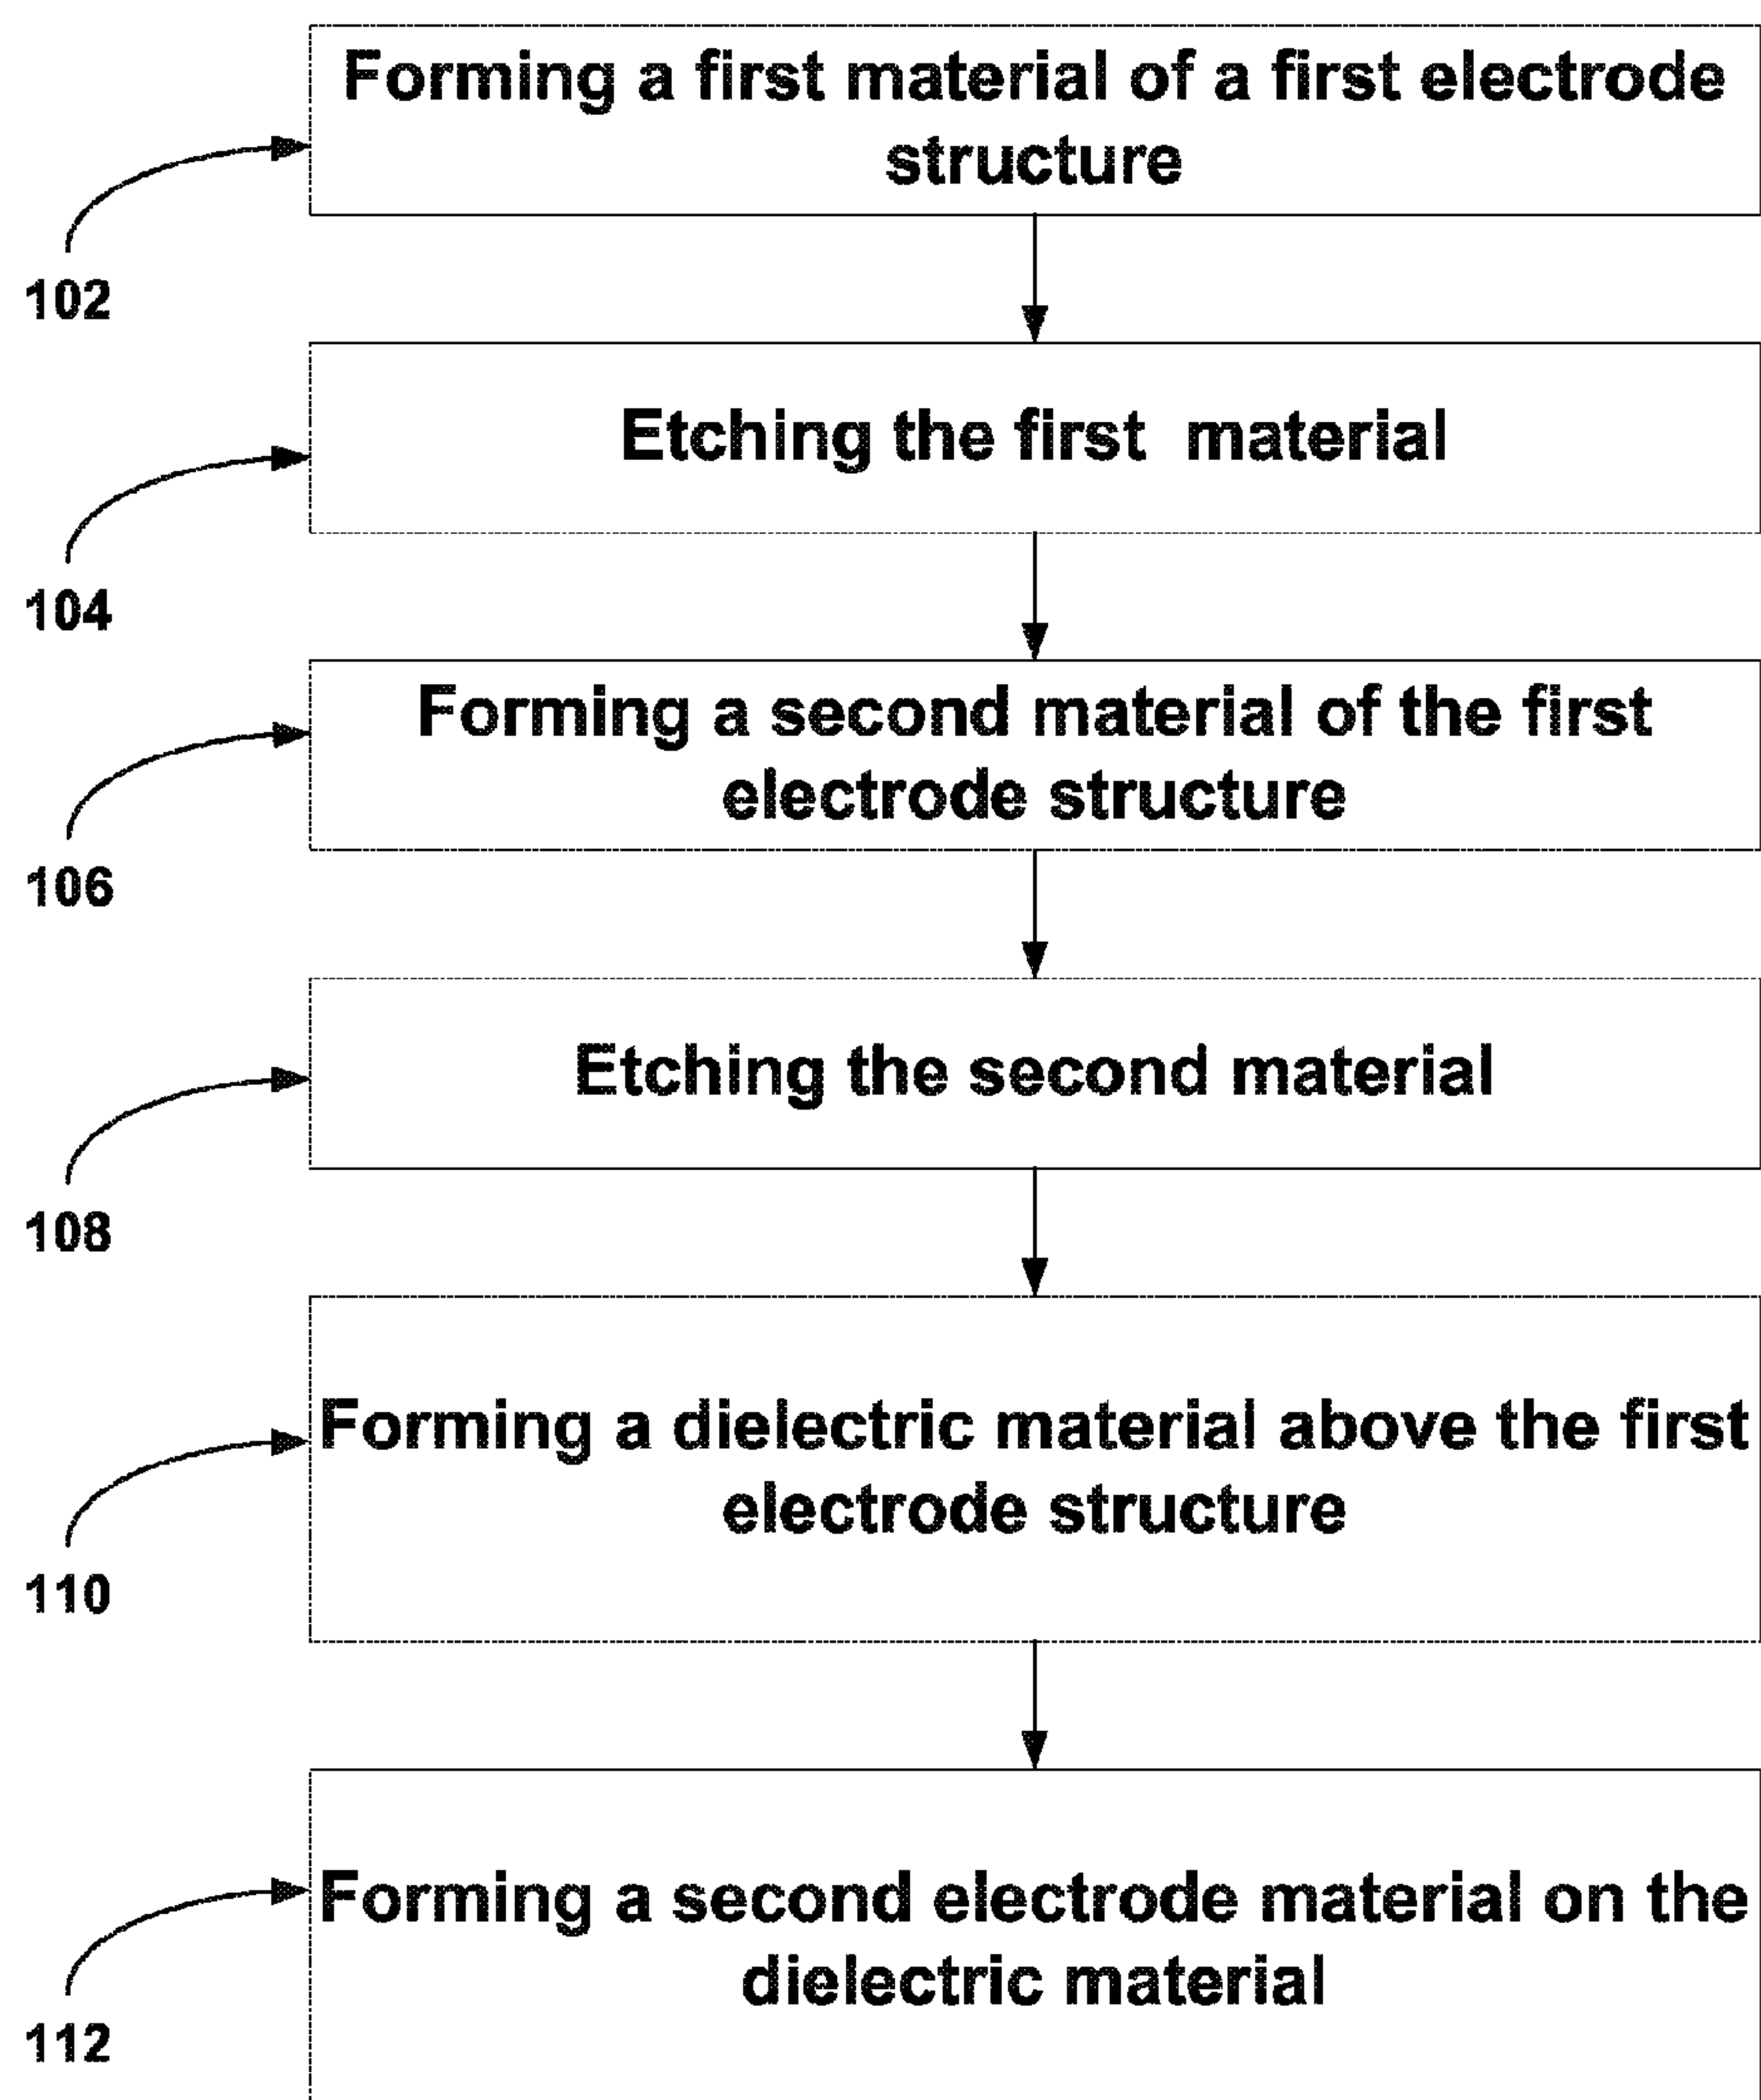 Forming a first material of a first electrode
structure
102
Etching the first  material
104
Forming a second material of the first
electrode structure
106
Etching the second material
108
Forming a dielectric material above the first
electrode structure
110
Forming a second electrode material on the
dielectric material
112